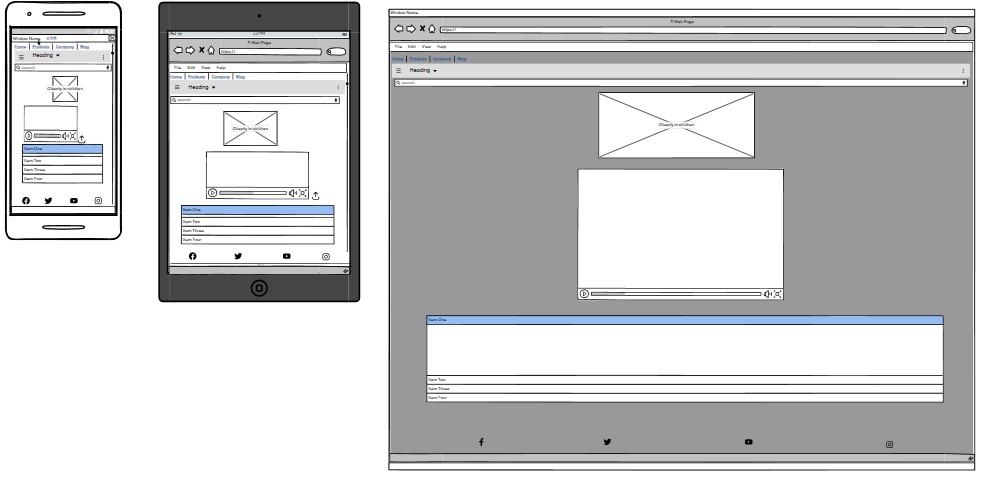 Window Name
a link
Home Products Company Blog
Heading
search
Obesity in children
Item One
Item Two
Item Three
Item Four
A Web Page
https://
File Edit View Help
Home Products Company Blog
Heading
search
Obesity in children
Item One
Item Two
Item Three
Item Four
Window Name
A Web Page
https://
File Edit View Help
Home Products Company Blog
Heading
search
Obesity in children
Item One
Item Two
Item Three
Item Four